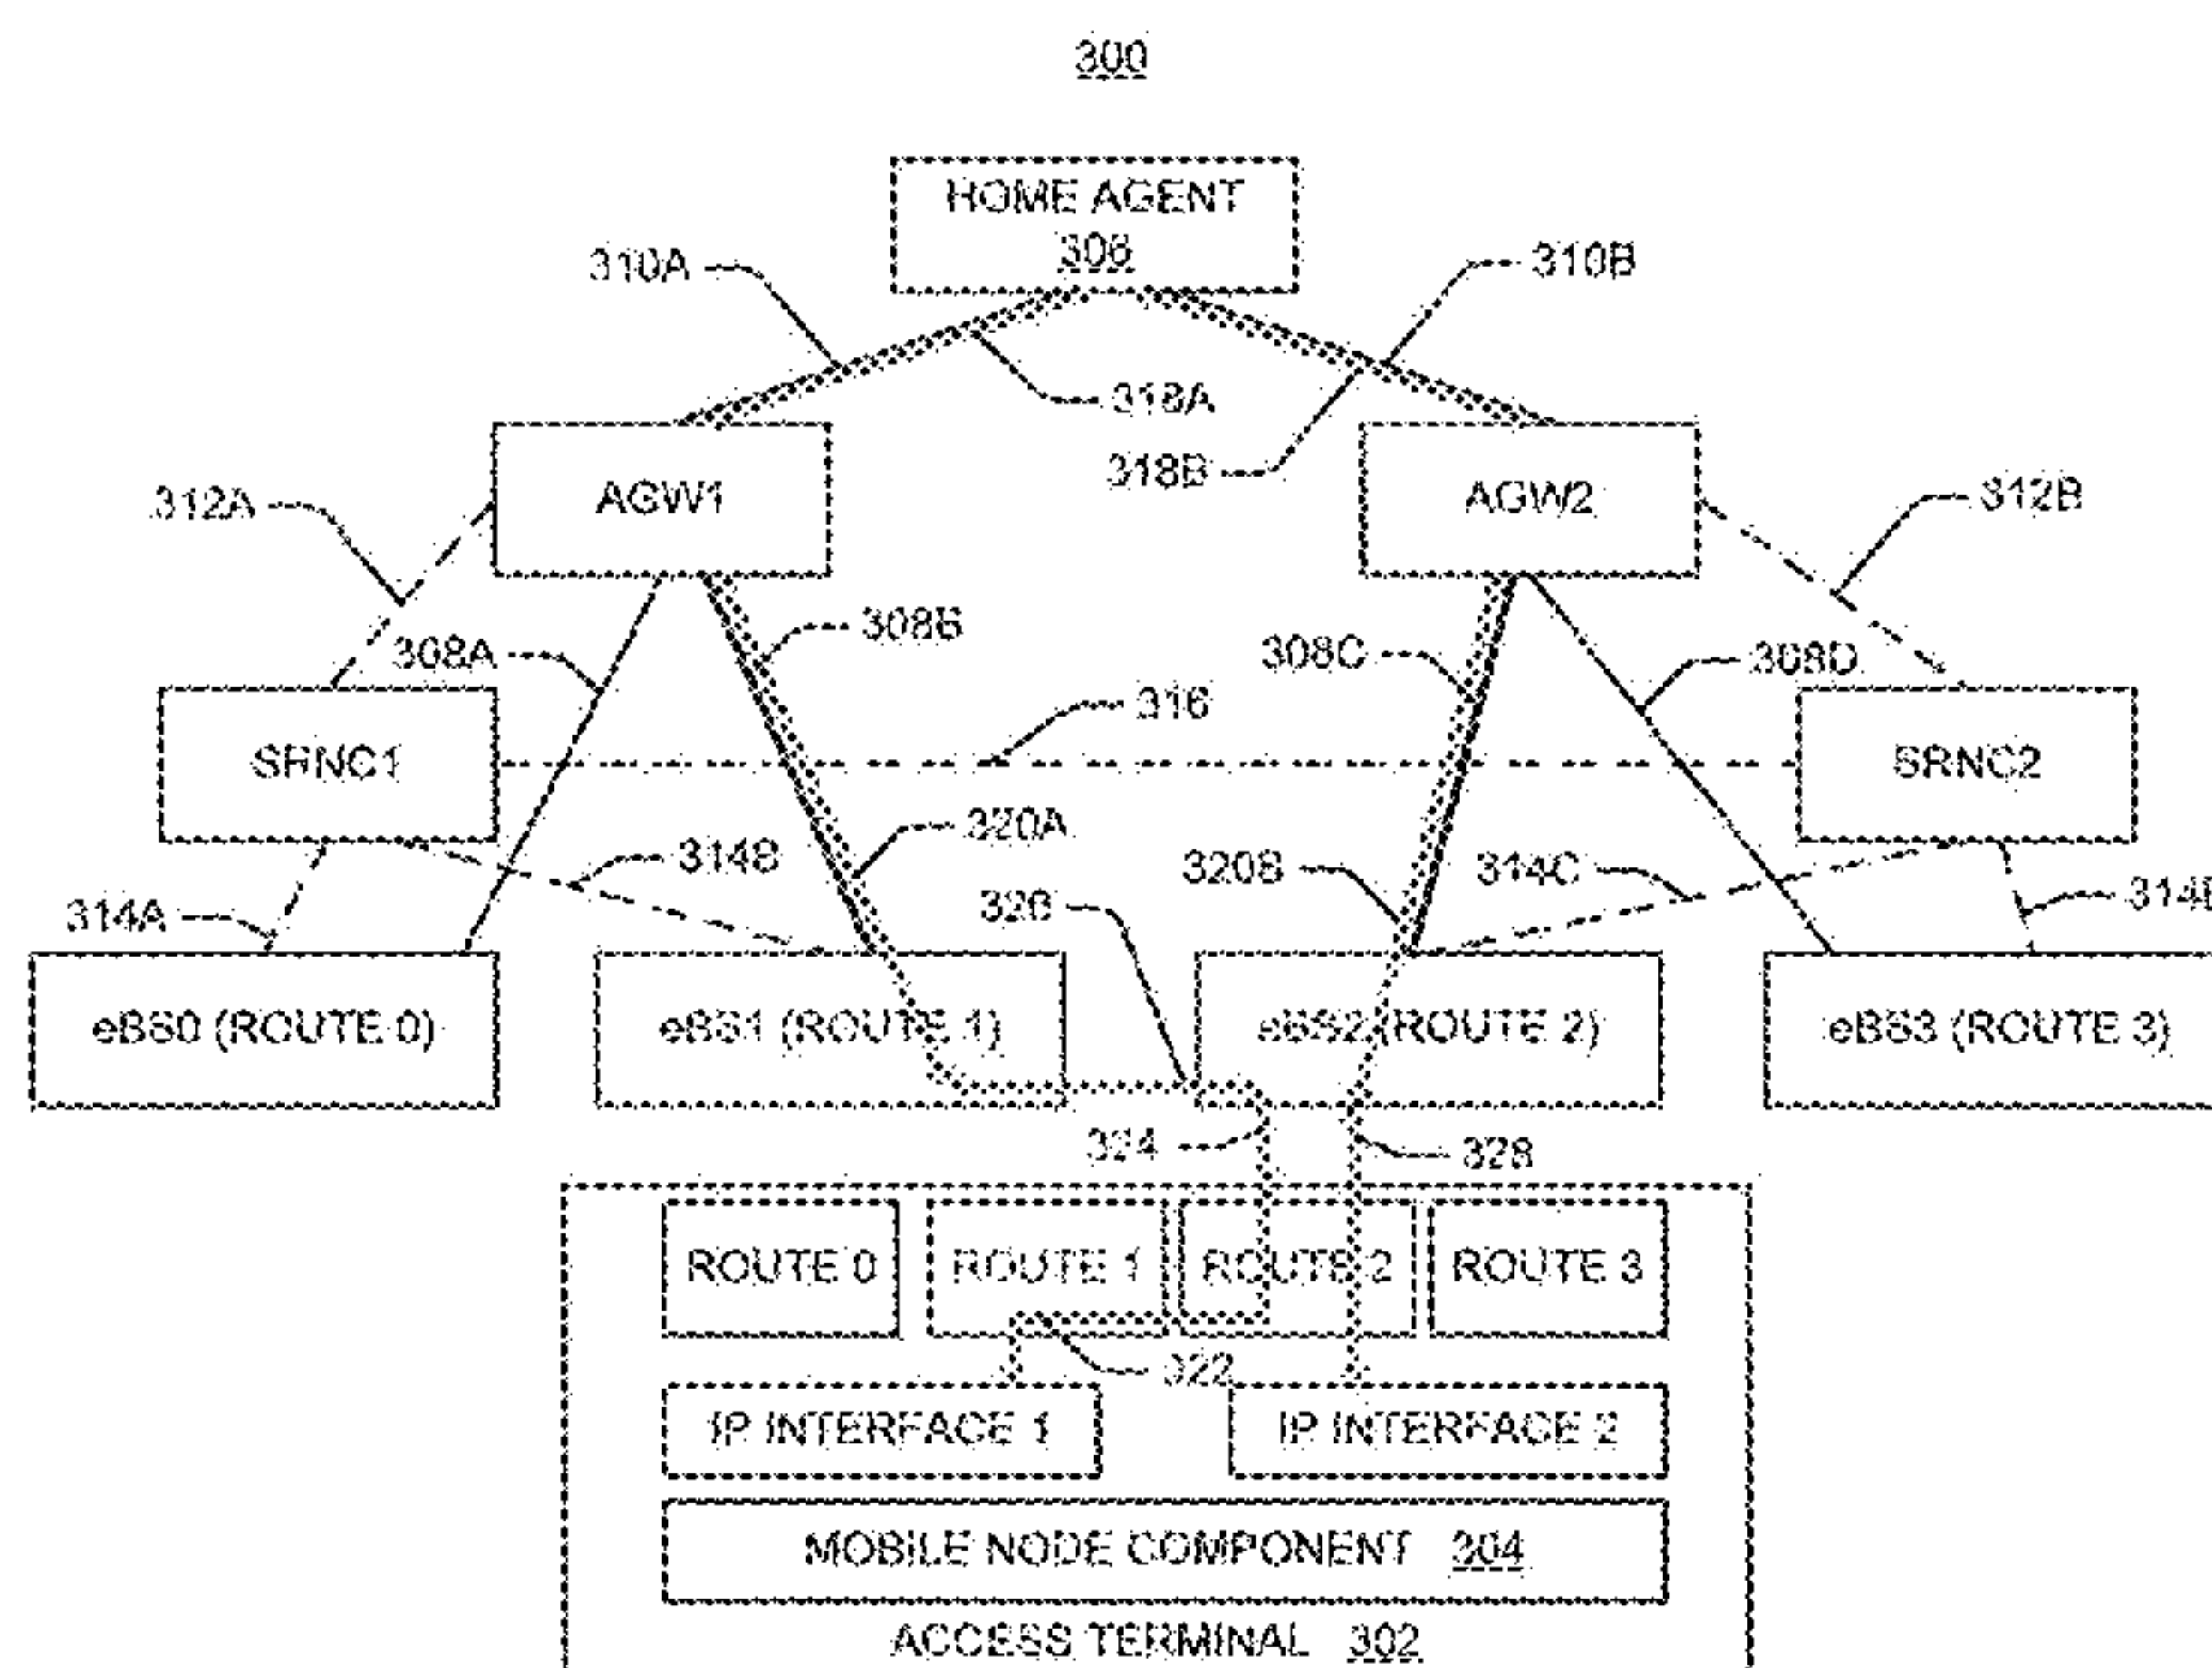 300
HOME AGENT
306
310A
310B
318A
318B
AGW1
AGW2
312A
312B
308A
308B
308C
308D
316
SRNC1
SRNC2
320A
314B
320B
314C
314A
326
eBS0 (ROUTE 0)
eBS1 (ROUTE 1)
eBS2 (ROUTE 2)
eBS3 (ROUTE 3)
324
328
ROUTE 0
ROUTE 1
ROUTE 2
ROUTE 3
322
IP INTERFACE 1
IP INTERFACE 2
MOBILE NODE COMPONENT 304
ACCESS TERMINAL 302